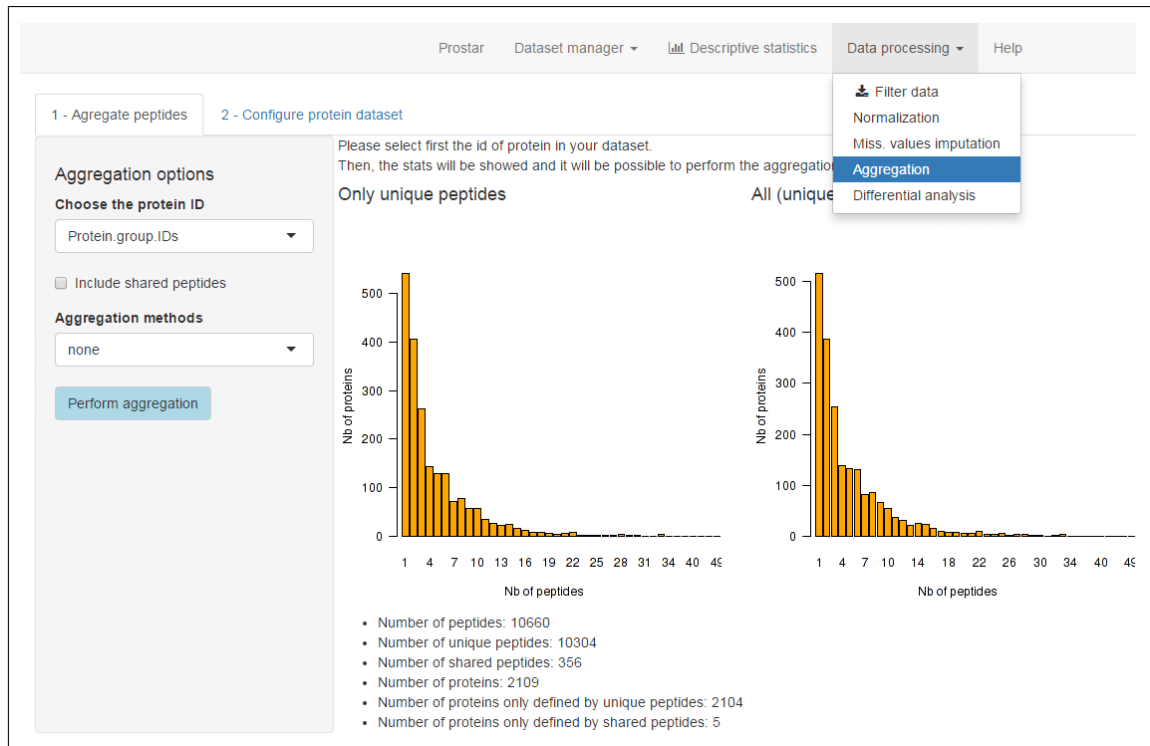 Prostar Dataset manager Descriptive statistics Data processing Help
Filter data
Normalization
Miss. values imputation
Aggregation
Differential analysis
1 - Agregate peptides 2 - Configure protein dataset
Aggregation options
Choose the protein ID
Protein.group.IDs
Include shared peptides
Aggregation methods
none
Perform aggregation
Please select first the id of protein in your dataset.
Then, the stats will be showed and it will be possible to perform the aggregation
Only unique peptides
500
400
300
200
100
0
Nb of proteins
1 4 7 10 13 16 19 22 25 28 31 34 40 49
Nb of peptides
All (unique
500
400
300
200
100
0
Nb of proteins
1 4 7 10 14 18 22 26 30 34 40 49
Nb of peptides
Number of peptides: 10660
Number of unique peptides: 10304
Number of shared peptides: 356
Number of proteins: 2109
Number of proteins only defined by unique peptides: 2104
Number of proteins only defined by shared peptides: 5